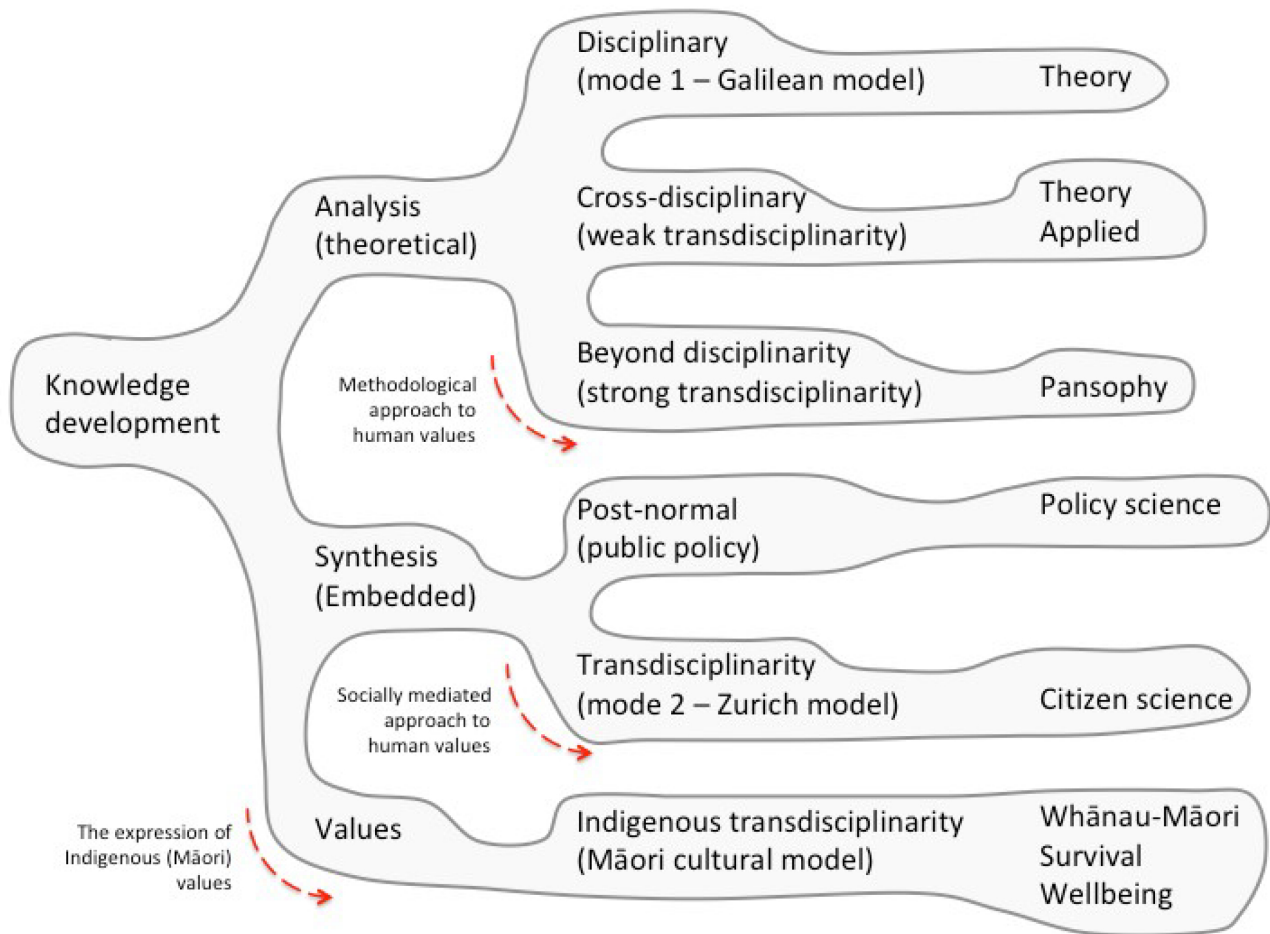 Disciplinary
(mode 1 – Galilean model)
Theory
Analysis
(theoretical)
Cross-disciplinary
(weak transdisciplinarity)
Theory
Applied
Knowledge
development
Methodological
approach to
human values
Beyond disciplinarity
(strong transdisciplinarity)
Pansophy
Synthesis
(Embedded)
Post-normal
(public policy)
Policy science
Socially mediated
approach to
human values
Transdisciplinarity
(mode 2 – Zurich model)
Citizen science
The expression of
Indigenous (Māori)
values
Values
Indigenous transdisciplinarity
(Māori cultural model)
Whānau-Māori
Survival
Wellbeing